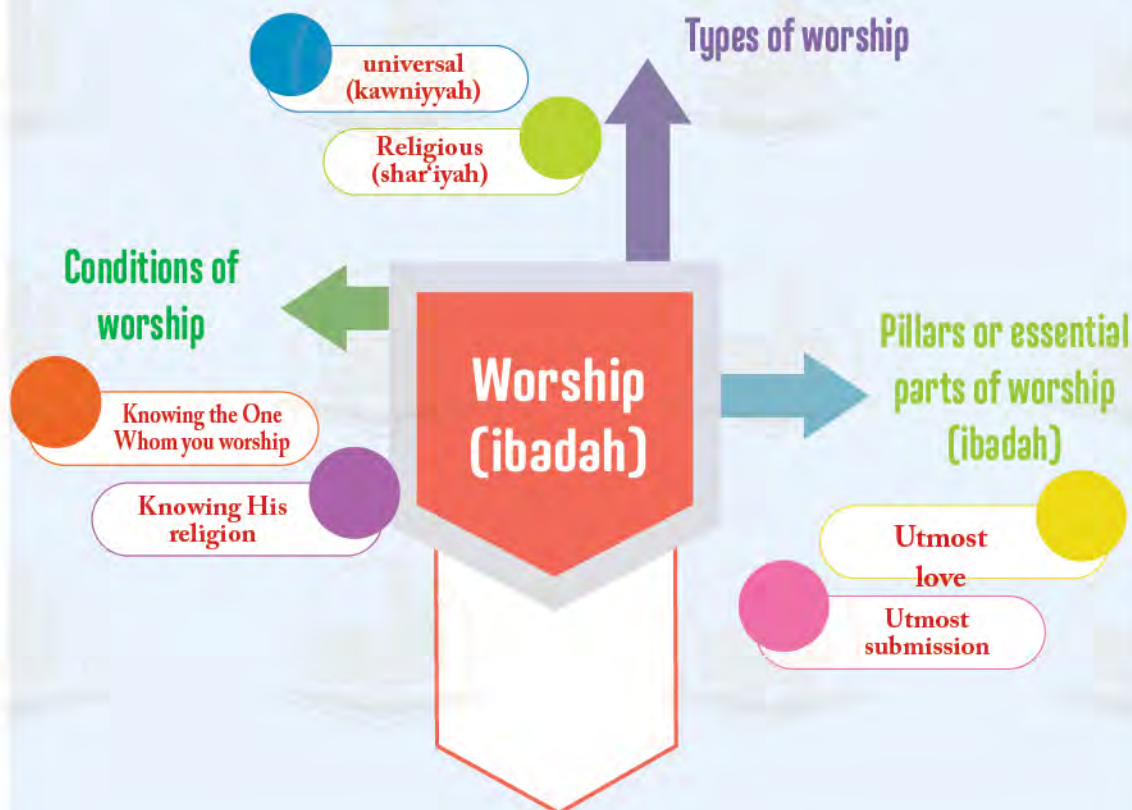 Types of worship
universal
(kawniyyah)
Religious
(shar‘iyah)
Conditions of
worship
Knowing the One
Whom you worship
Knowing His
religion
Worship
(ibadah)
Pillars or essential
parts of worship
(ibadah)
Utmost
love
Utmost
submission